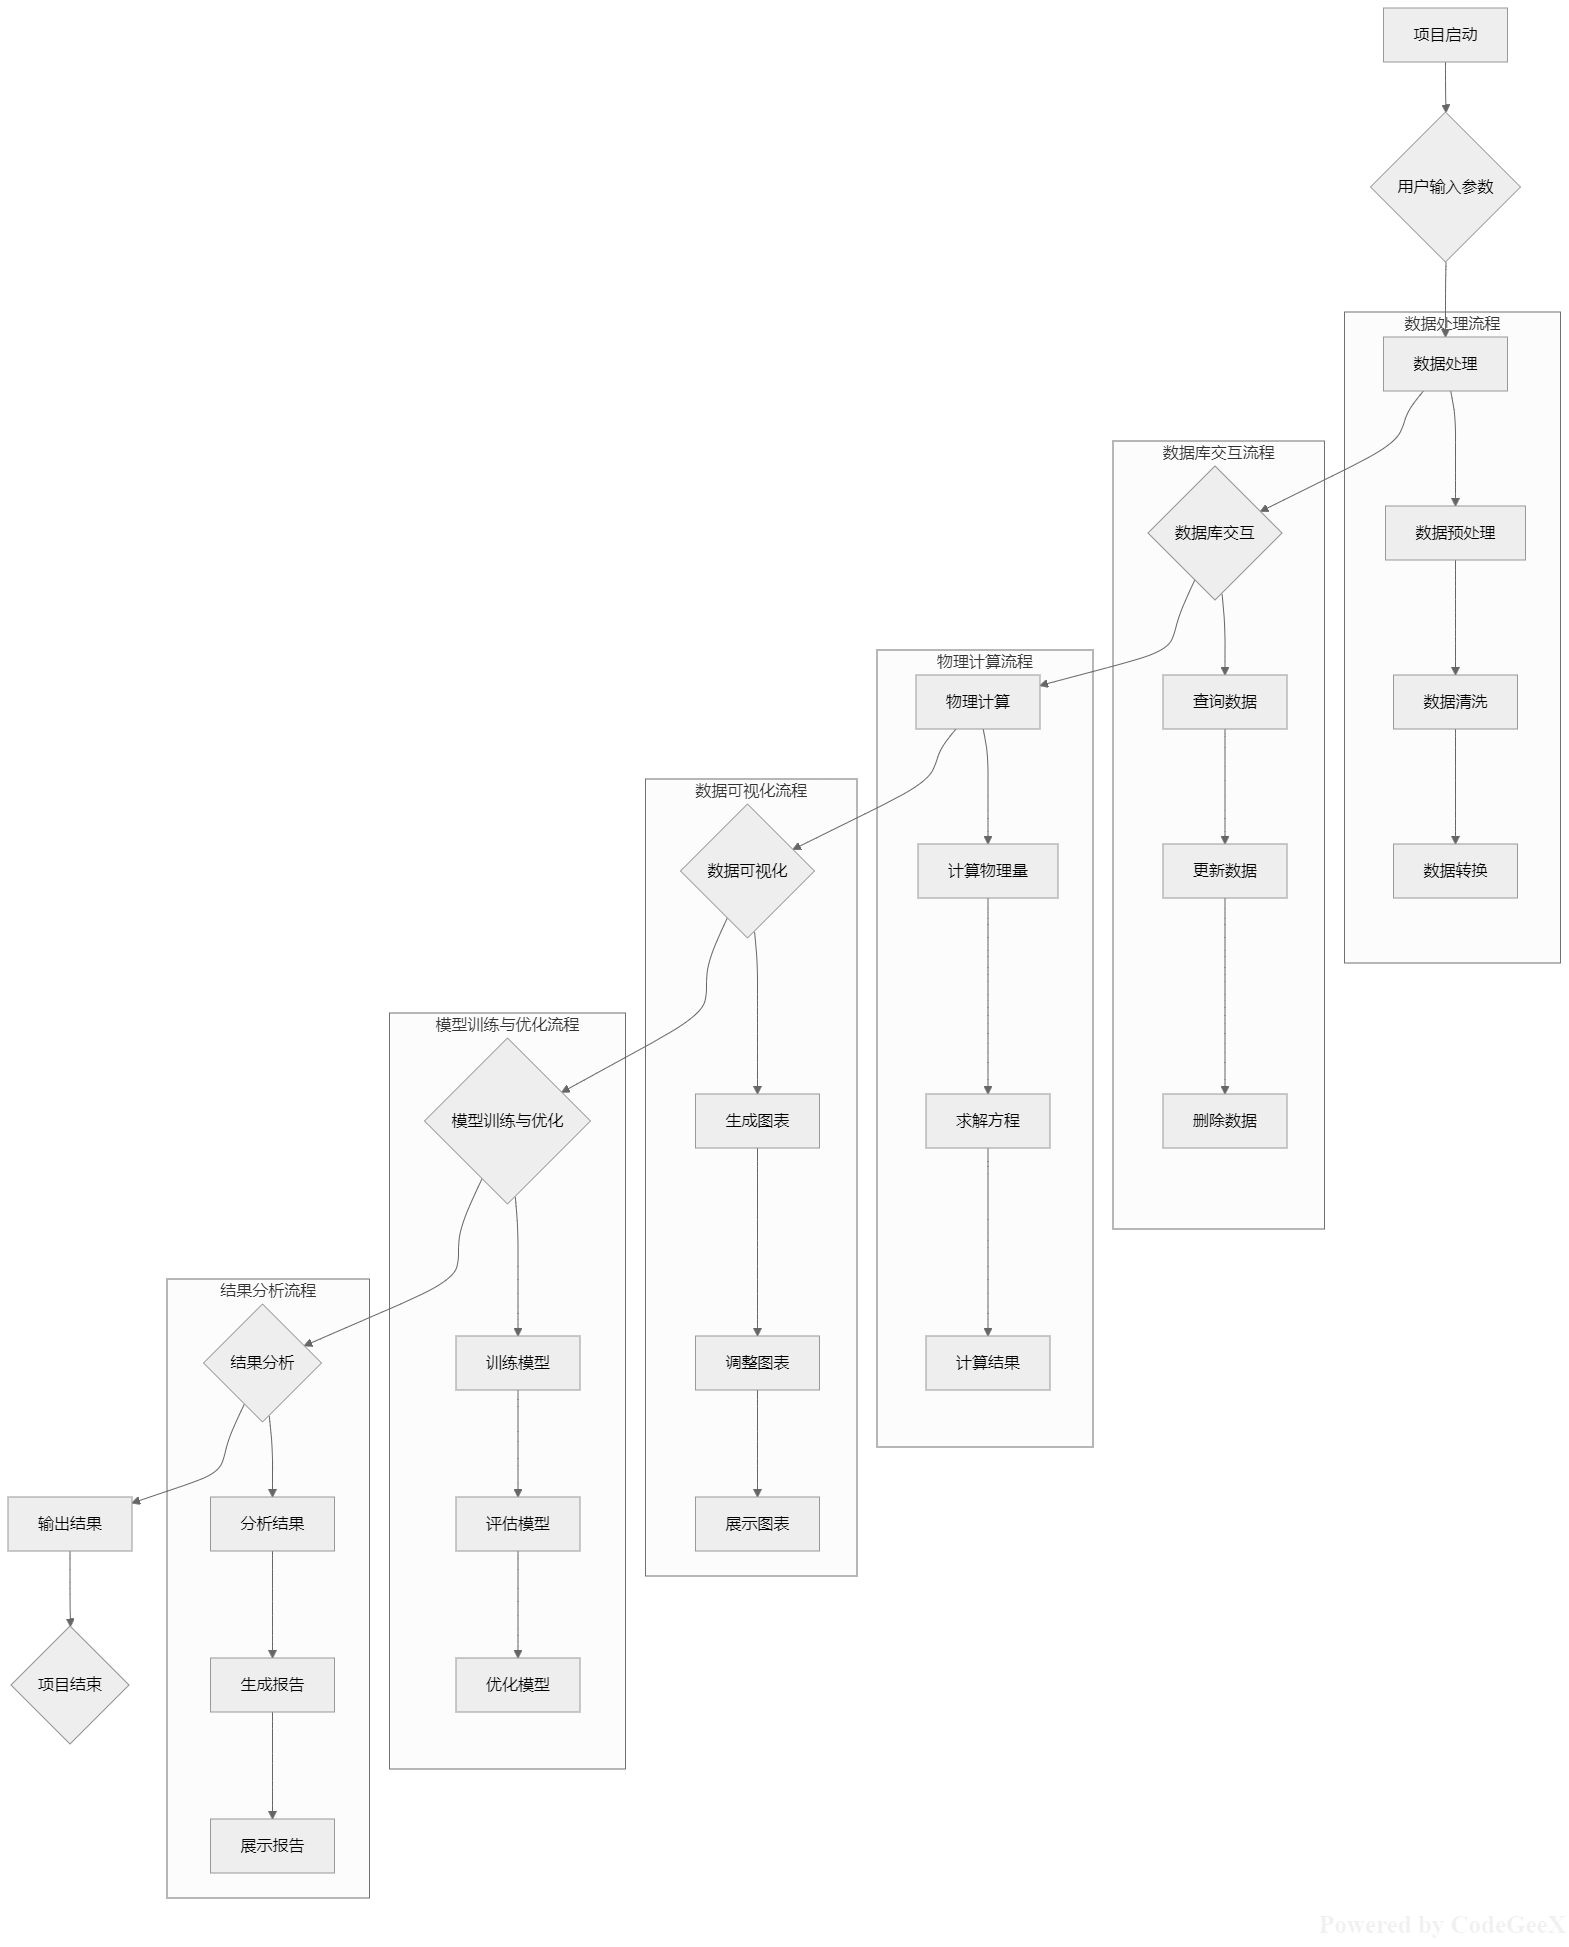 项目启动
用户输入参数
数据处理流程
数据处理
数据库交互流程
数据库交互
数据预处理
物理计算流程
物理计算
查询数据
数据清洗
数据可视化流程
数据可视化
计算物理量
更新数据
数据转换
模型训练与优化流程
模型训练与优化
生成图表
求解方程
删除数据
结果分析流程
结果分析
训练模型
调整图表
计算结果
输出结果
分析结果
评估模型
展示图表
项目结束
生成报告
优化模型
展示报告
Powered by CodeGeeX